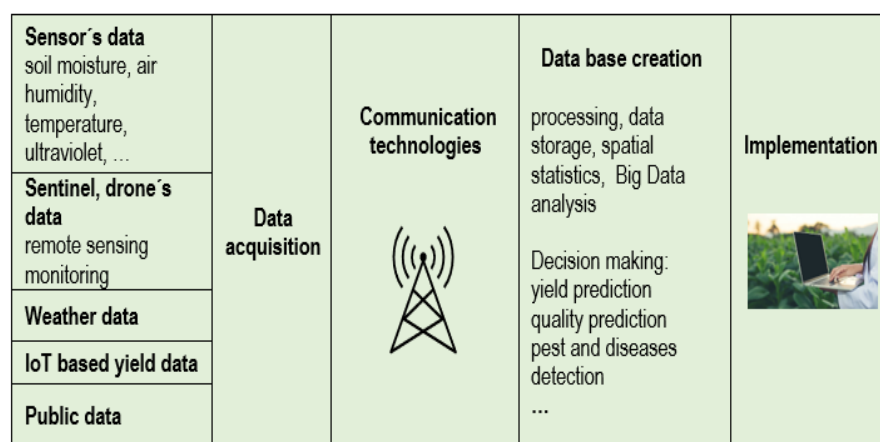 Sensor´s data
soil moisture, air
humidity,
temperature,
ultraviolet, …
Sentinel, drone´s
data
remote sensing
monitoring
Weather data
IoT based yield data
Public data
Data
acquisition
Communication
technologies
Data base creation
processing, data
storage, spatial
statistics, Big Data
analysis
Decision making:
yield prediction
quality prediction
pest and diseases
detection
…
Implementation